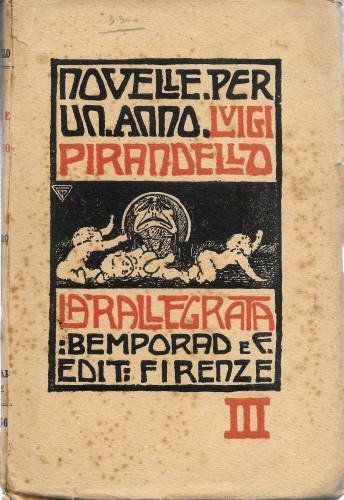 NOVELLE.PER
UN.ANNO.LUIGI
PIRANDELLO
LA RALLEGRATA
:BEMPORAD E F.
EDIT: FIRENZE
III